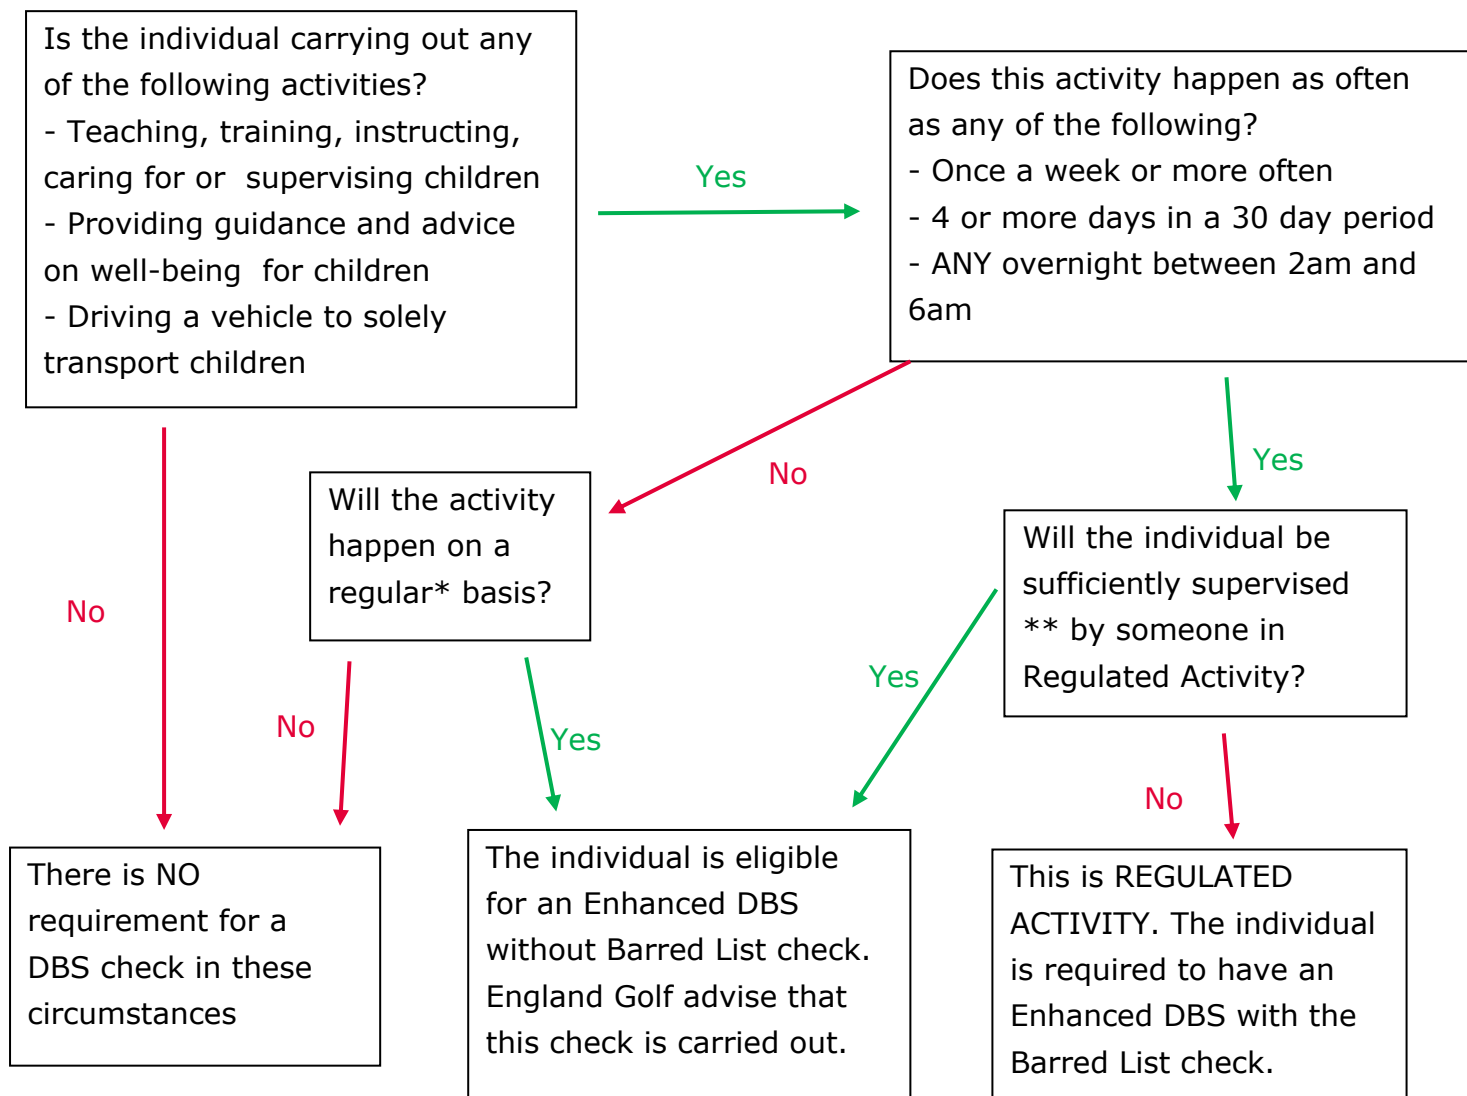 Is the individual carrying out any
of the following activities?
- Teaching, training, instructing,
caring for or supervising children
- Providing guidance and advice
on well-being for children
- Driving a vehicle to solely
transport children
Yes
Does this activity happen as often
as any of the following?
- Once a week or more often
- 4 or more days in a 30 day period
- ANY overnight between 2am and
6am
No
Yes
Will the activity
happen on a
regular* basis?
Will the individual be
sufficiently supervised
** by someone in
Regulated Activity?
No
No
Yes
Yes
No
There is NO
requirement for a
DBS check in these
circumstances
The individual is eligible
for an Enhanced DBS
without Barred List check.
England Golf advise that
this check is carried out.
This is REGULATED
ACTIVITY. The individual
is required to have an
Enhanced DBS with the
Barred List check.